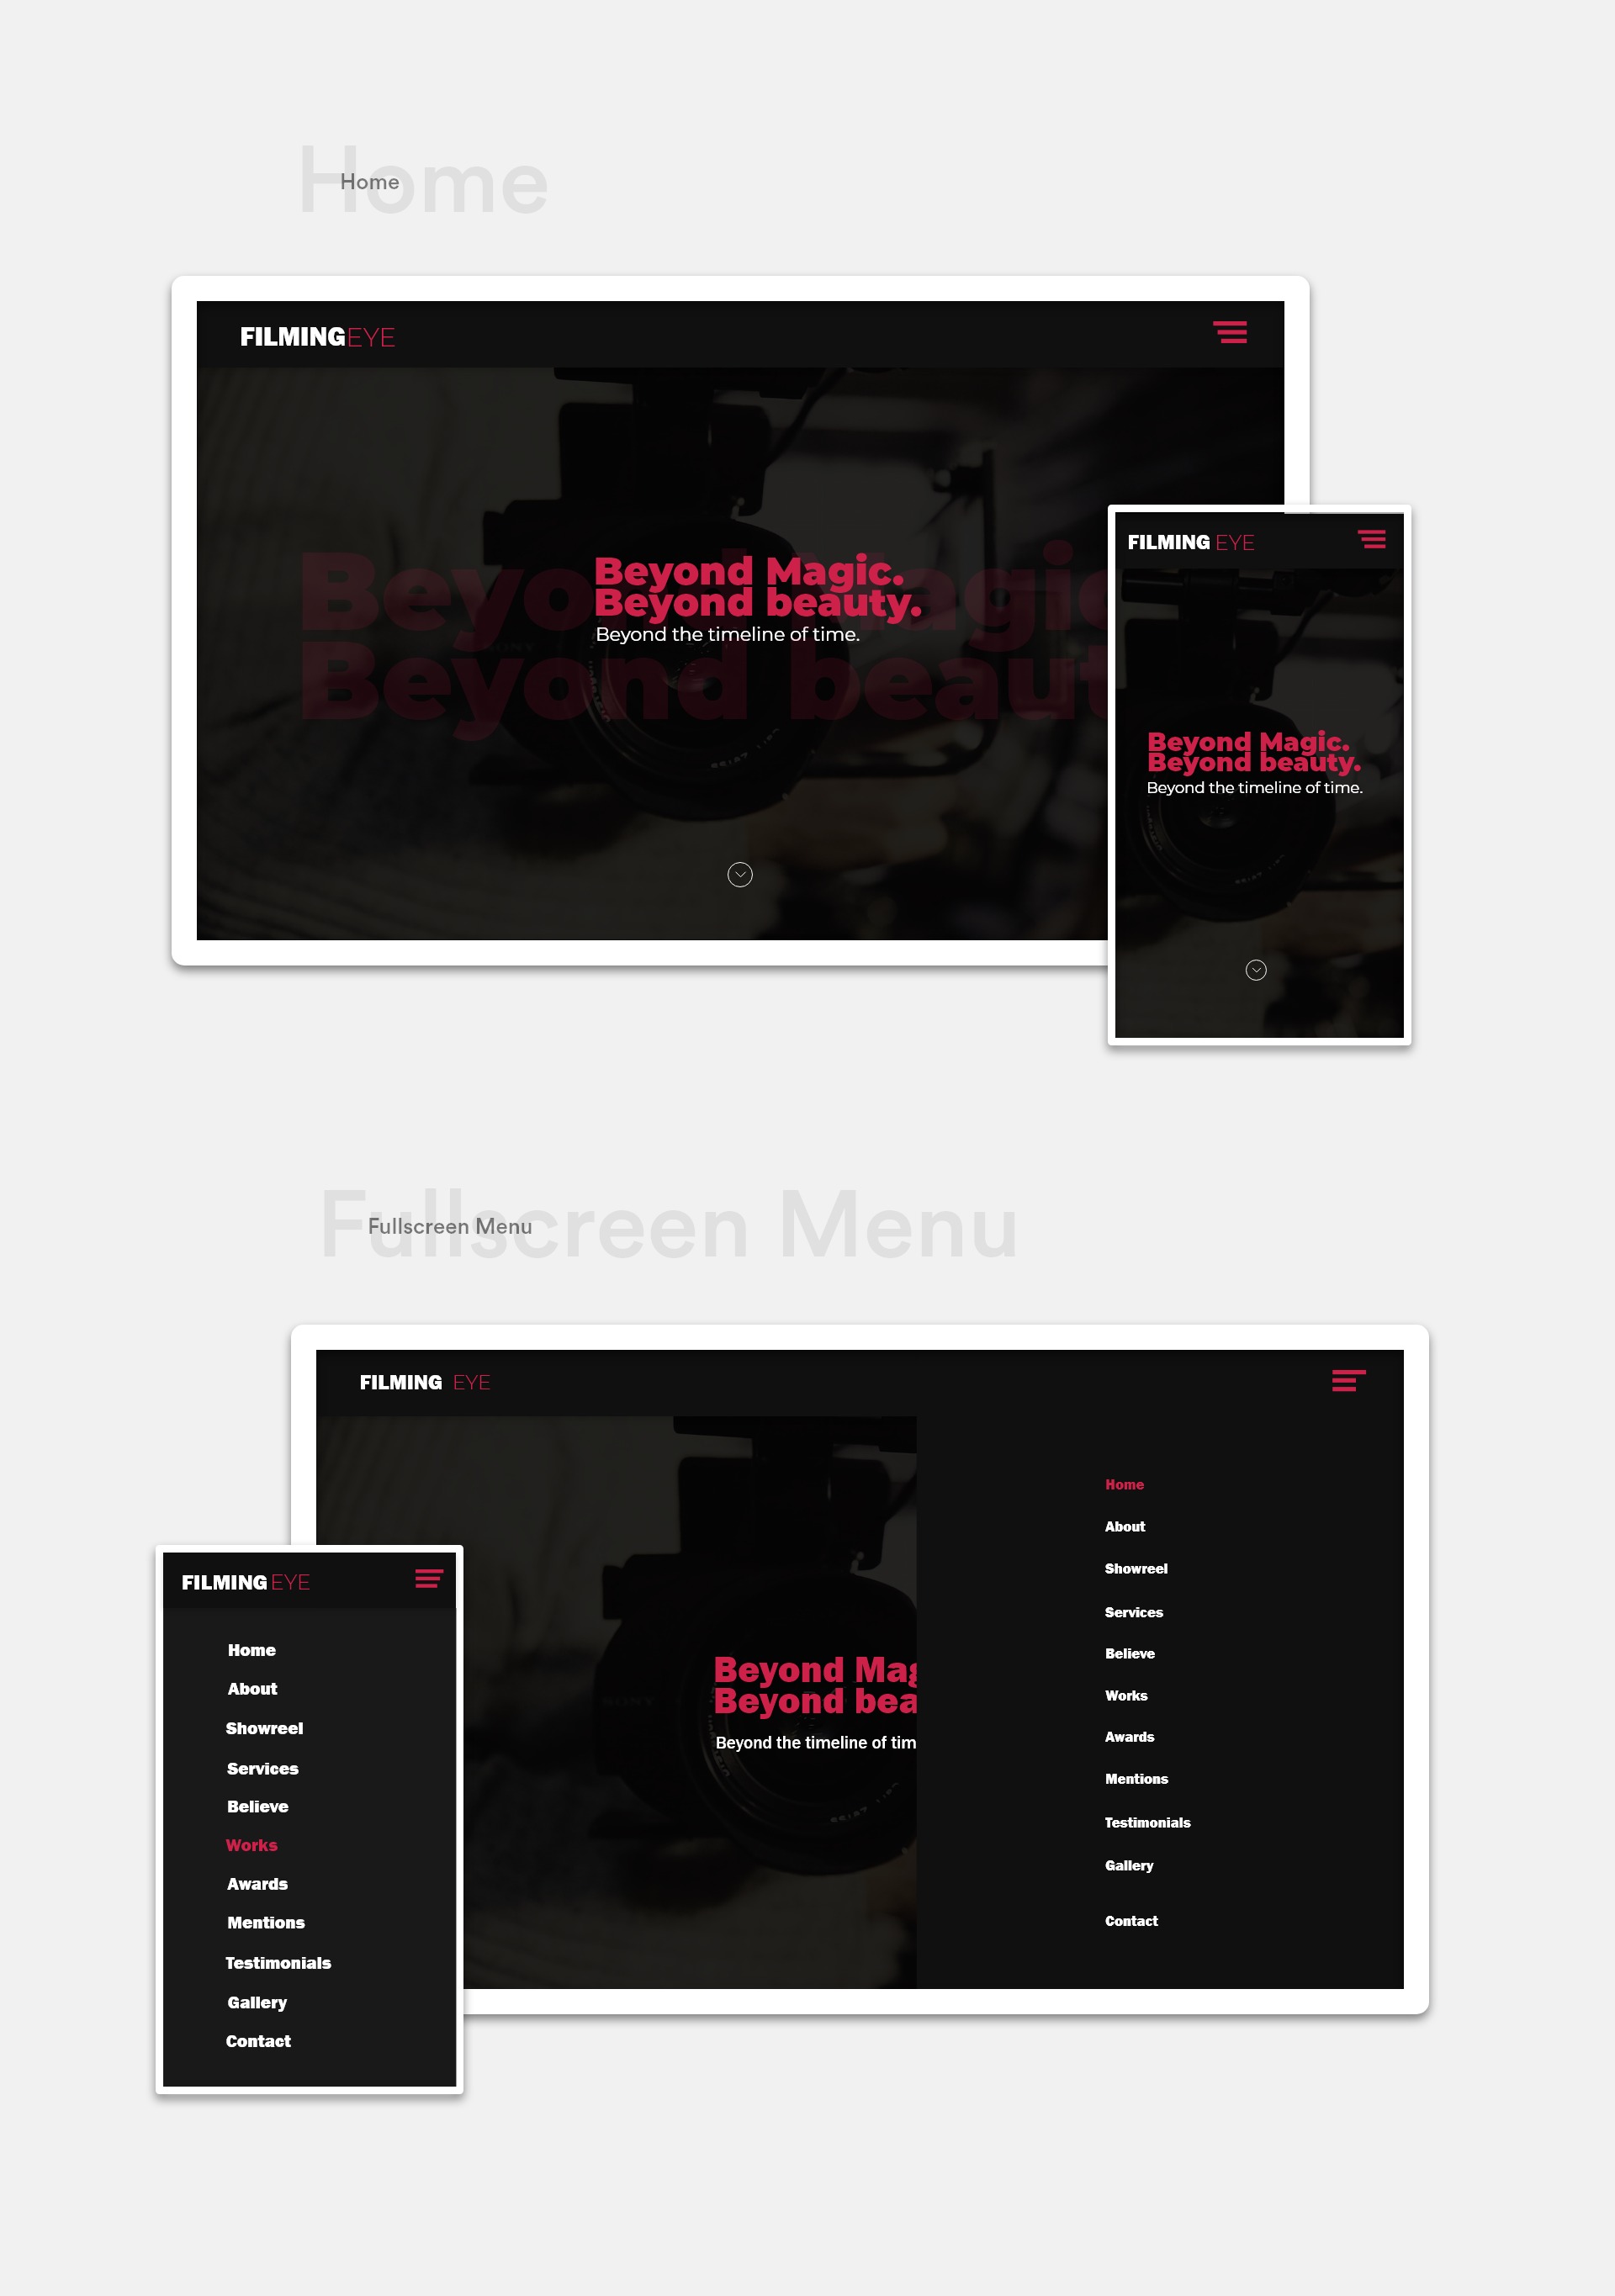 Home
Home
FILMINGEYE
Beyond Magic
Beyond beaut
Beyond Magic.
Beyond beauty.
Beyond the timeline of time.
SONY
FILMING EYE
Beyond Magic.
Beyond beauty.
Beyond the timeline of time.
Fullscreen Menu
Fullscreen Menu
FILMING EYE
Beyond Mag
Beyond bea
Beyond the timeline of tim
SONY
Home
About
Showreel
Services
Believe
Works
Awards
Mentions
Testimonials
Gallery
Contact
FILMING EYE
Home
About
Showreel
Services
Believe
Works
Awards
Mentions
Testimonials
Gallery
Contact